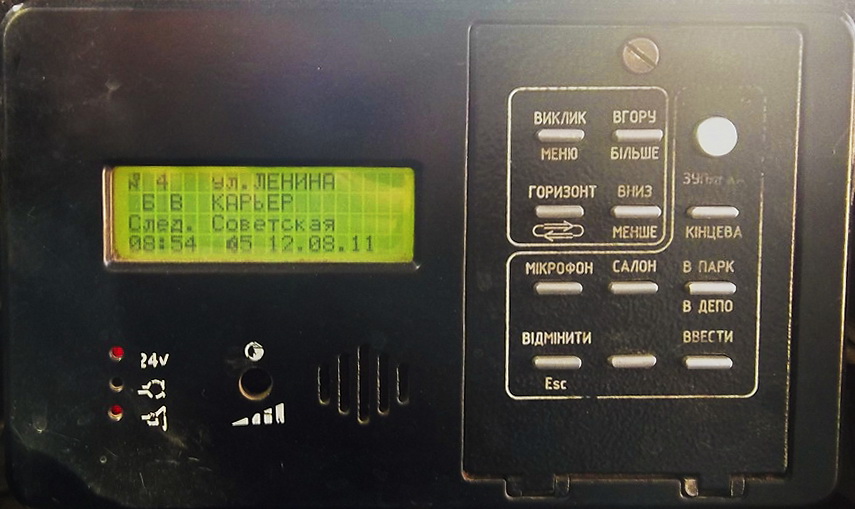 № 4 ул.ЛЕНИНА
Б В КАРЬЕР
След. Советская
08:54 45 12.08.11
24v
ВИКЛИК ВГОРУ
МЕНЮ БІЛЬШЕ
ГОРИЗОНТ ВНИЗ
МЕНШЕ КІНЦЕВА
МІКРОФОН САЛОН В ПАРК
В ДЕПО
ВІДМІНИТИ ВВЕСТИ
Esc